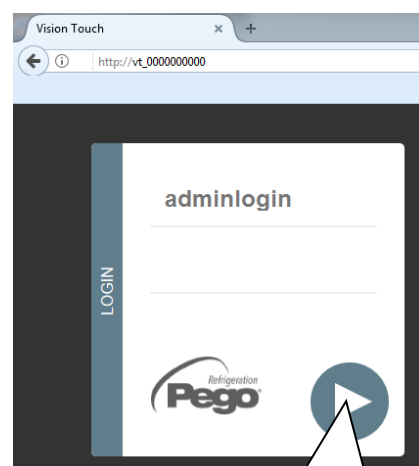 Vision Touch
http://vt_0000000000
adminlogin
LOGIN
Refrigeration
Pego